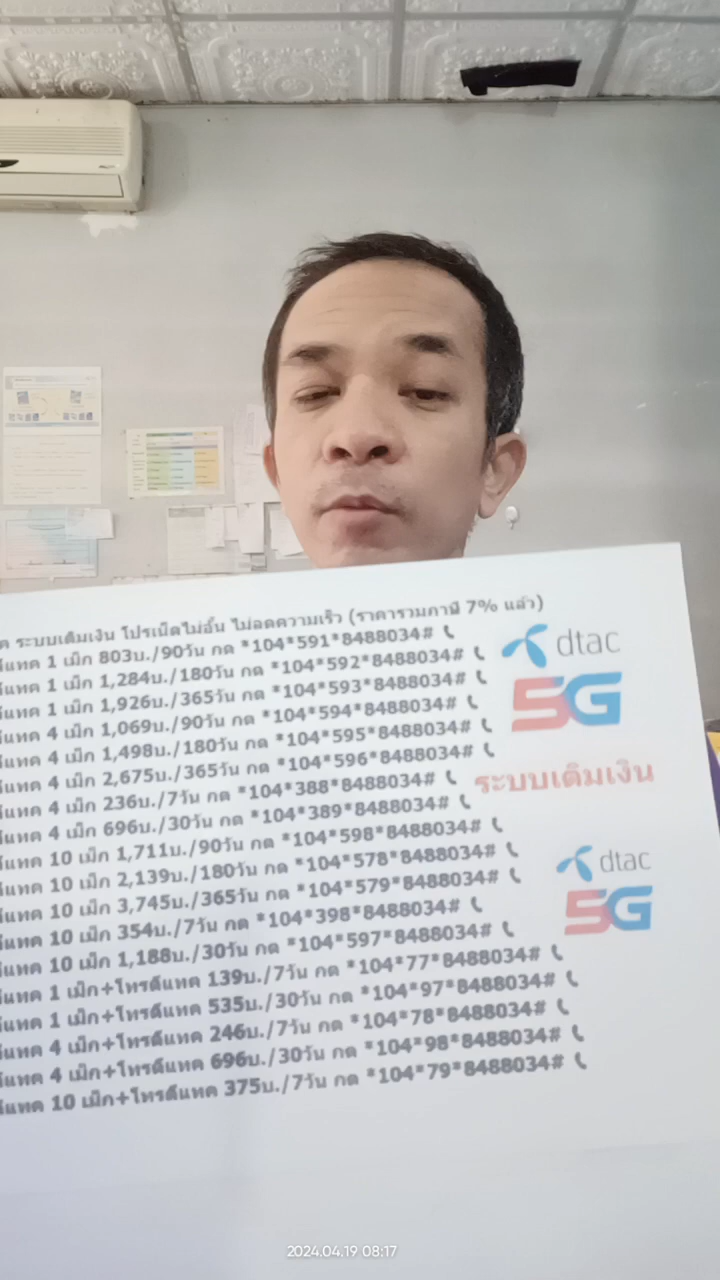 ระบบเติมเงิน โปรเน็ตไม่อั้น ไม่ลดความเร็ว (ราคารวมภาษี 7% แล้ว)
ดีแทค 1 เม็ก 803บ./90วัน กด *104*591*8488034#
ดีแทค 1 เม็ก 1,284บ./180วัน กด *104*592*8488034#
ดีแทค 1 เม็ก 1,926บ./365วัน กด *104*593*8488034#
ดีแทค 4 เม็ก 1,069บ./90วัน กด *104*594*8488034#
ดีแทค 4 เม็ก 1,498บ./180วัน กด *104*595*8488034#
ดีแทค 4 เม็ก 2,675บ./365วัน กด *104*596*8488034#
ดีแทค 4 เม็ก 236บ./7วัน กด *104*388*8488034#
ดีแทค 4 เม็ก 696บ./30วัน กด *104*389*8488034#
ดีแทค 10 เม็ก 1,711บ./90วัน กด *104*598*8488034#
ดีแทค 10 เม็ก 2,139บ./180วัน กด *104*578*8488034#
ดีแทค 10 เม็ก 3,745บ./365วัน กด *104*579*8488034#
ดีแทค 10 เม็ก 354บ./7วัน กด *104*398*8488034#
ดีแทค 10 เม็ก 1,188บ./30วัน กด *104*597*8488034#
ดีแทค 1 เม็ก+โทรดีแทค 139บ./7วัน กด *104*77*8488034#
ดีแทค 1 เม็ก+โทรดีแทค 535บ./30วัน กด *104*97*8488034#
ดีแทค 4 เม็ก+โทรดีแทค 246บ./7วัน กด *104*78*8488034#
ดีแทค 4 เม็ก+โทรดีแทค 696บ./30วัน กด *104*98*8488034#
ดีแทค 10 เม็ก+โทรดีแทค 375บ./7วัน กด *104*79*8488034#
dtac
5G
ระบบเติมเงิน
dtac
5G
2024.04.19 08:17